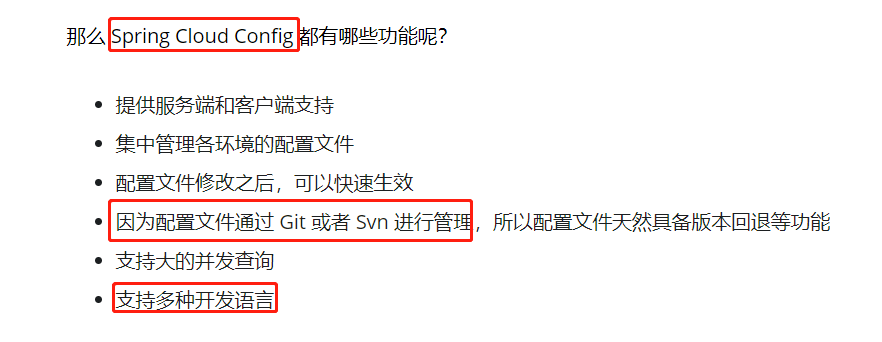 那么 Spring Cloud Config 都有哪些功能呢？
• 提供服务端和客户端支持
• 集中管理各环境的配置文件
• 配置文件修改之后，可以快速生效
• 因为配置文件通过 Git 或者 Svn 进行管理，所以配置文件天然具备版本回退等功能
• 支持大的并发查询
• 支持多种开发语言